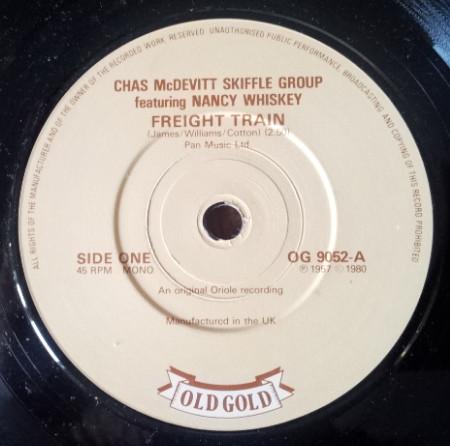 ALL RIGHTS OF THE MANUFACTURER AND OF THE OWNER OF THE RECORDED WORK RESERVED. UNAUTHORISED PUBLIC PERFORMANCE, BROADCASTING AND COPYING OF THIS RECORD PROHIBITED
CHAS McDEVITT SKIFFLE GROUP
featuring NANCY WHISKEY
FREIGHT TRAIN
(James/Williams/Cotton) (2.50)
Pan Music Ltd.
SIDE ONE OG 9052-A
45 RPM MONO ℗ 1957 © 1980
An original Oriole recording
Manufactured in the UK
OLD GOLD